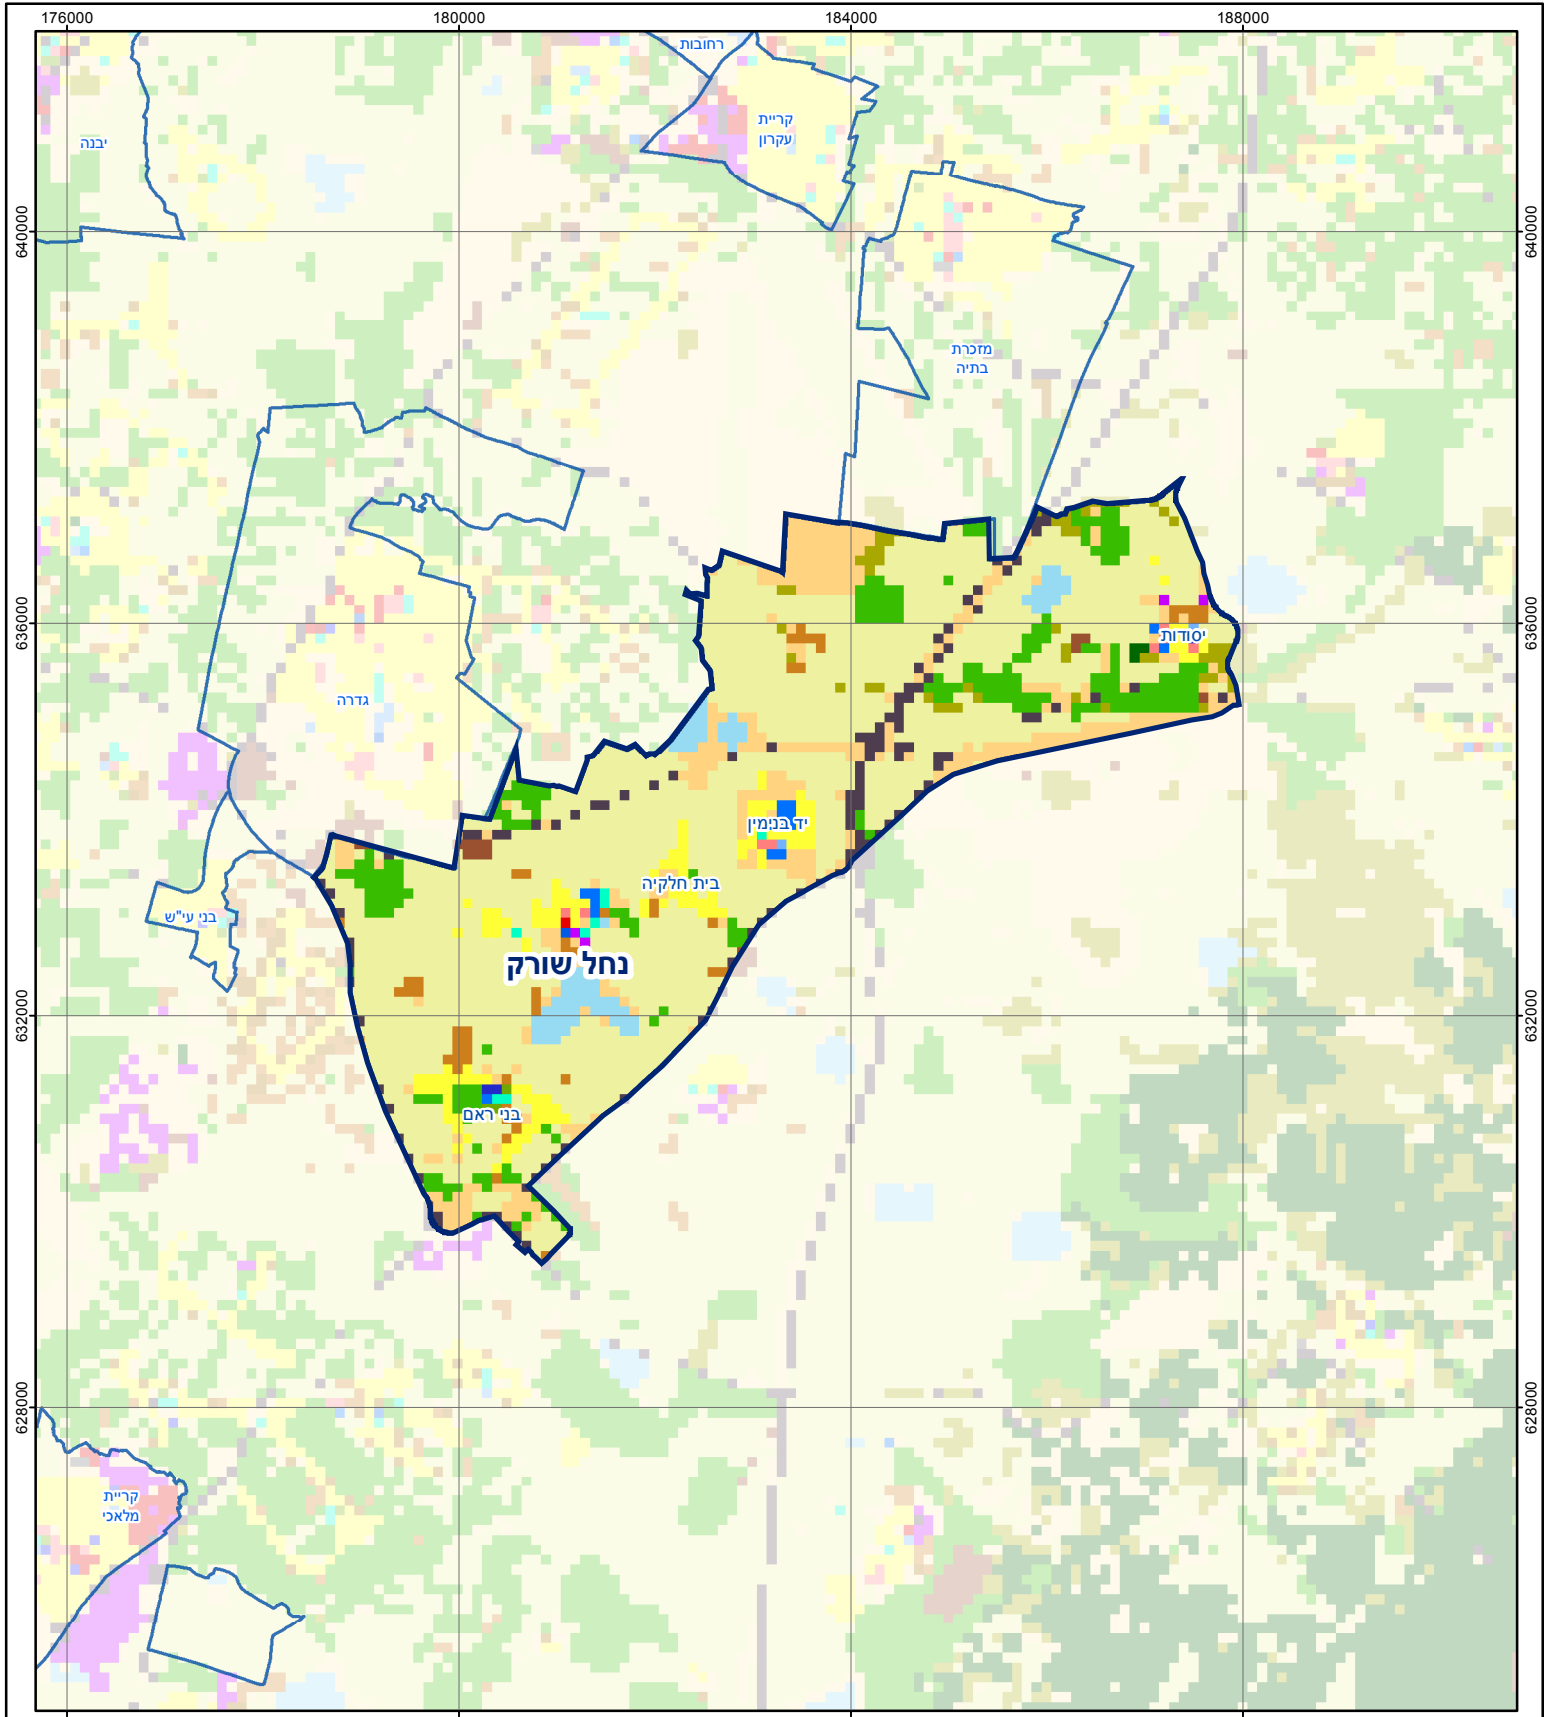 176000
180000
184000
188000
רחובות
קריית
עקרון
יבנה
640000
640000
מזכרת
בתיה
636000
636000
יסודות
גדרה
יד בנימין
בית חלקיה
בני עי"ש
נחל שורק
632000
632000
בני ראם
628000
628000
קריית
מלאכי